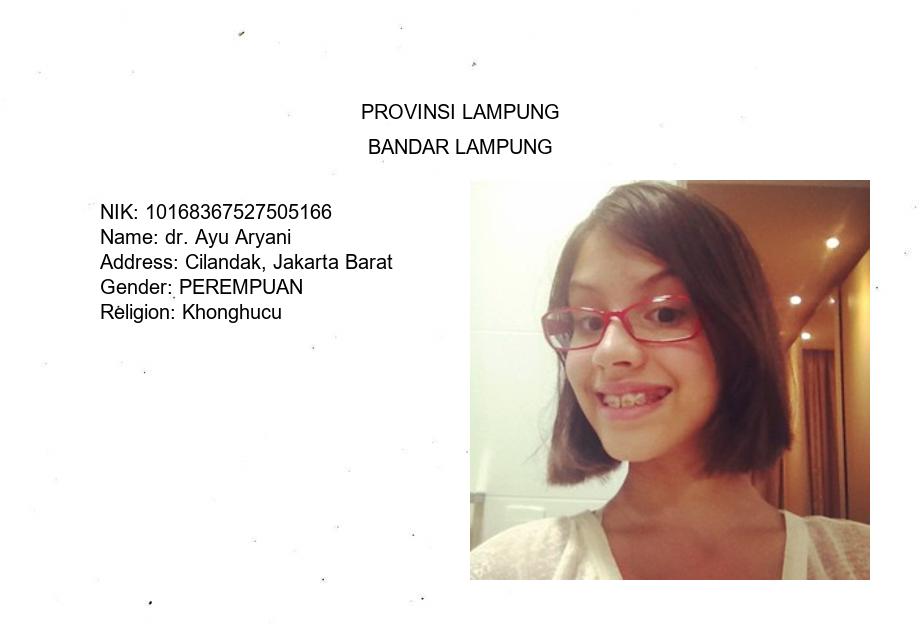 PROVINSI LAMPUNG
BANDAR LAMPUNG
NIK: 10168367527505166
Name: dr. Ayu Aryani
Address: Cilandak, Jakarta Barat
Gender: PEREMPUAN
Religion: Khonghucu